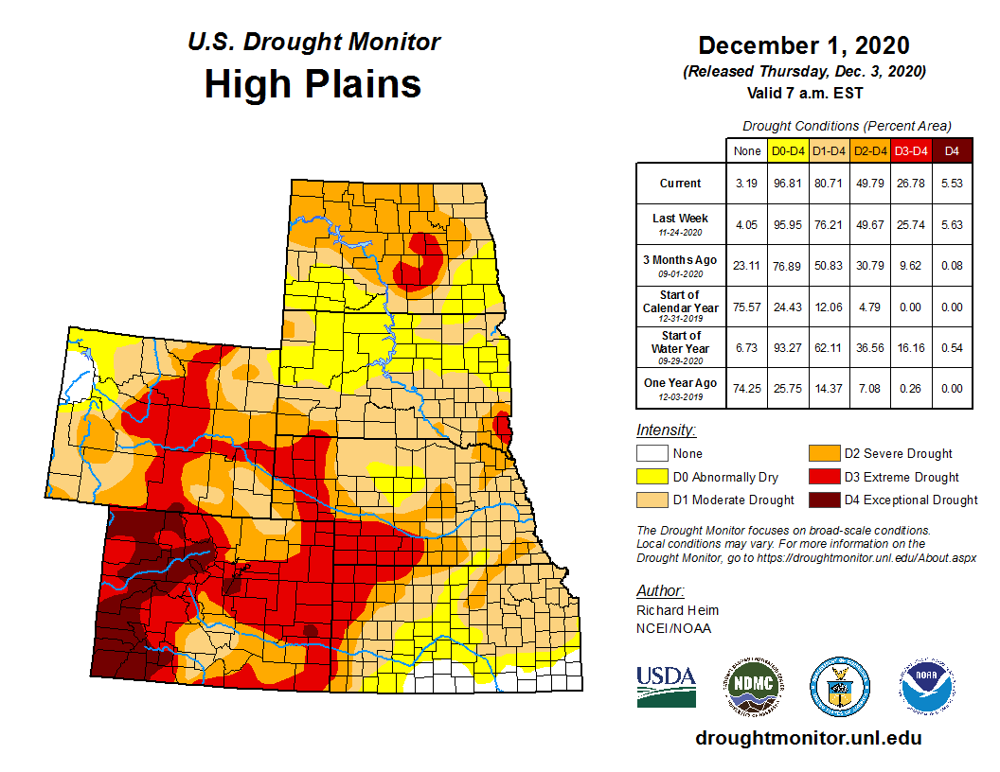 U.S. Drought Monitor
High Plains
December 1, 2020
(Released Thursday, Dec. 3, 2020)
Valid 7 a.m. EST
Drought Conditions (Percent Area)
None D0-D4 D1-D4 D2-D4 D3-D4 D4
Current 3.19 96.81 80.71 49.79 26.78 5.53
Last Week
11-24-2020 4.05 95.95 76.21 49.67 25.74 5.63
3 Months Ago
09-01-2020 23.11 76.89 50.83 30.79 9.62 0.08
Start of
Calendar Year
12-31-2019 75.57 24.43 12.06 4.79 0.00 0.00
Start of
Water Year
09-29-2020 6.73 93.27 62.11 36.56 16.16 0.54
One Year Ago
12-03-2019 74.25 25.75 14.37 7.08 0.26 0.00
Intensity:
None
D0 Abnormally Dry
D1 Moderate Drought
D2 Severe Drought
D3 Extreme Drought
D4 Exceptional Drought
The Drought Monitor focuses on broad-scale conditions.
Local conditions may vary. For more information on the
Drought Monitor, go to https://droughtmonitor.unl.edu/About.aspx
Author:
Richard Heim
NCEI/NOAA
USDA
NDMC
NOAA
droughtmonitor.unl.edu